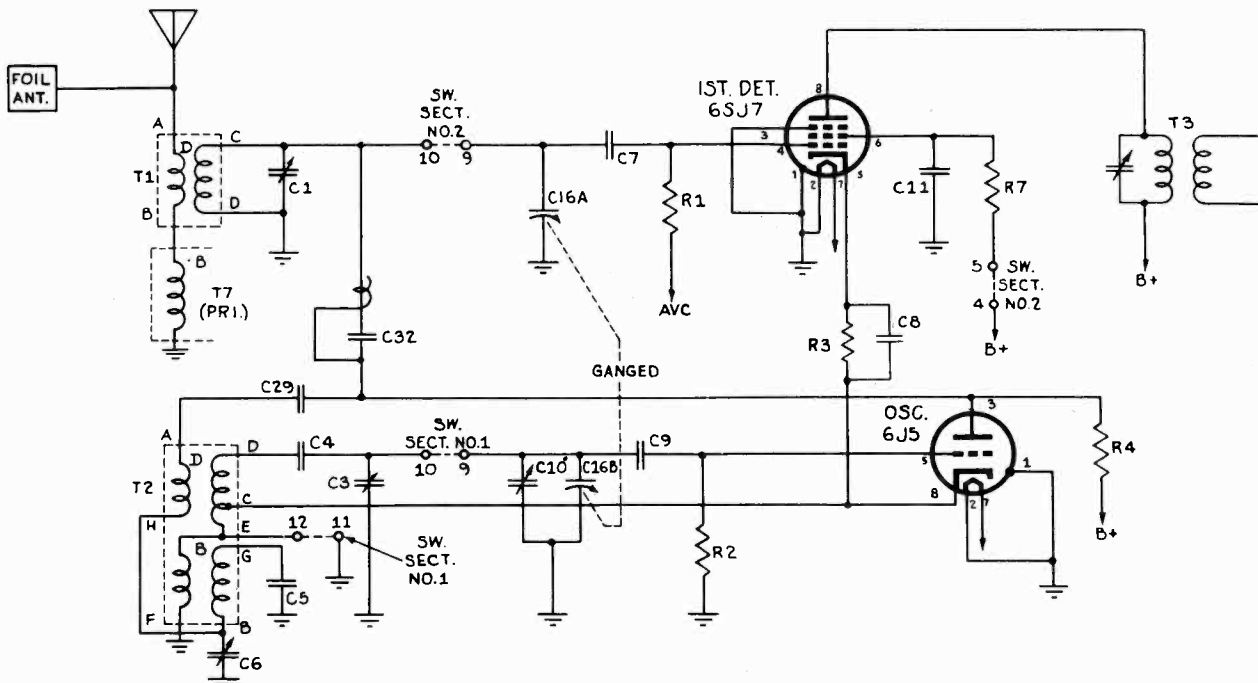 FOIL
ANT.
A
D
C
T1
B
D
C1
B
T7
(PRI.)
SW.
SECT.
NO.2
10 9
C7
C16A
R1
AVC
1ST. DET.
6SJ7
8
3
4
6
1
2
7
5
C11
R7
5
4
SW.
SECT.
NO.2
B+
T3
B+
C32
GANGED
R3
C8
C29
A
D
D
C4
SW.
SECT. NO.1
10 9
C10
C16B
C9
OSC.
6J5
3
5
1
8
2
7
R4
B+
T2
C3
C
H
E
12 11
SW.
SECT.
NO.1
B
G
C5
F
B
C6
R2